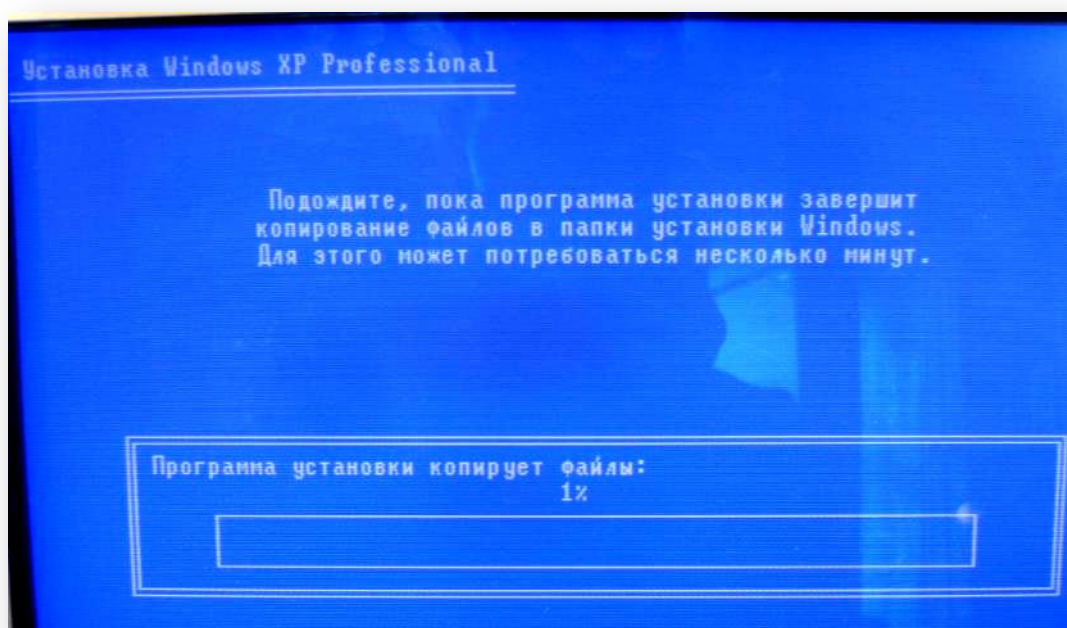 Установка Windows XP Professional
Подождите, пока программа установки завершит
копирование файлов в папки установки Windows.
Для этого может потребоваться несколько минут.
Программа установки копирует файлы:
1%